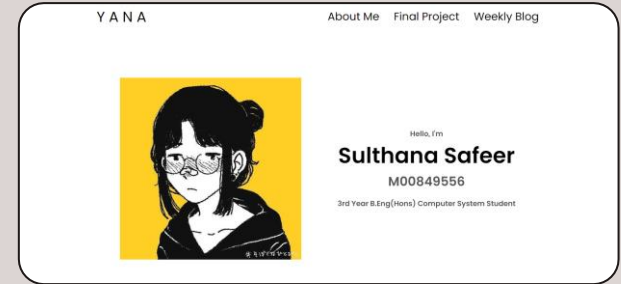 YANA
About Me Final Project Weekly Blog
Hello, I'm
Sulthana Safeer
M00849556
3rd Year B.Eng(Hons) Computer System Student